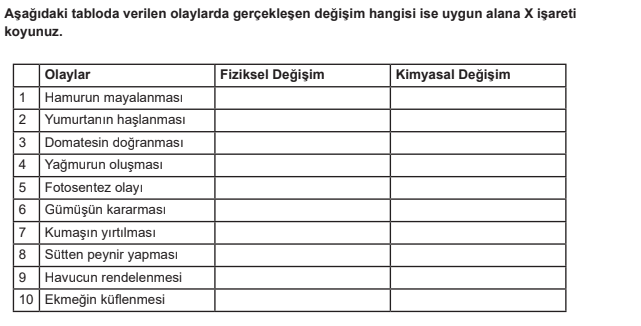 Aşağıdaki tabloda verilen olaylarda gerçekleşen değişim hangisi ise uygun alana X işareti
koyunuz.
Olaylar Fiziksel Değişim Kimyasal Değişim
1 Hamurun mayalanması
2 Yumurtanın haşlanması
3 Domatesin doğranması
4 Yağmurun oluşması
5 Fotosentez olayı
6 Gümüşün kararması
7 Kumaşın yırtılması
8 Sütten peynir yapması
9 Havucun rendelenmesi
10 Ekmeğin küflenmesi